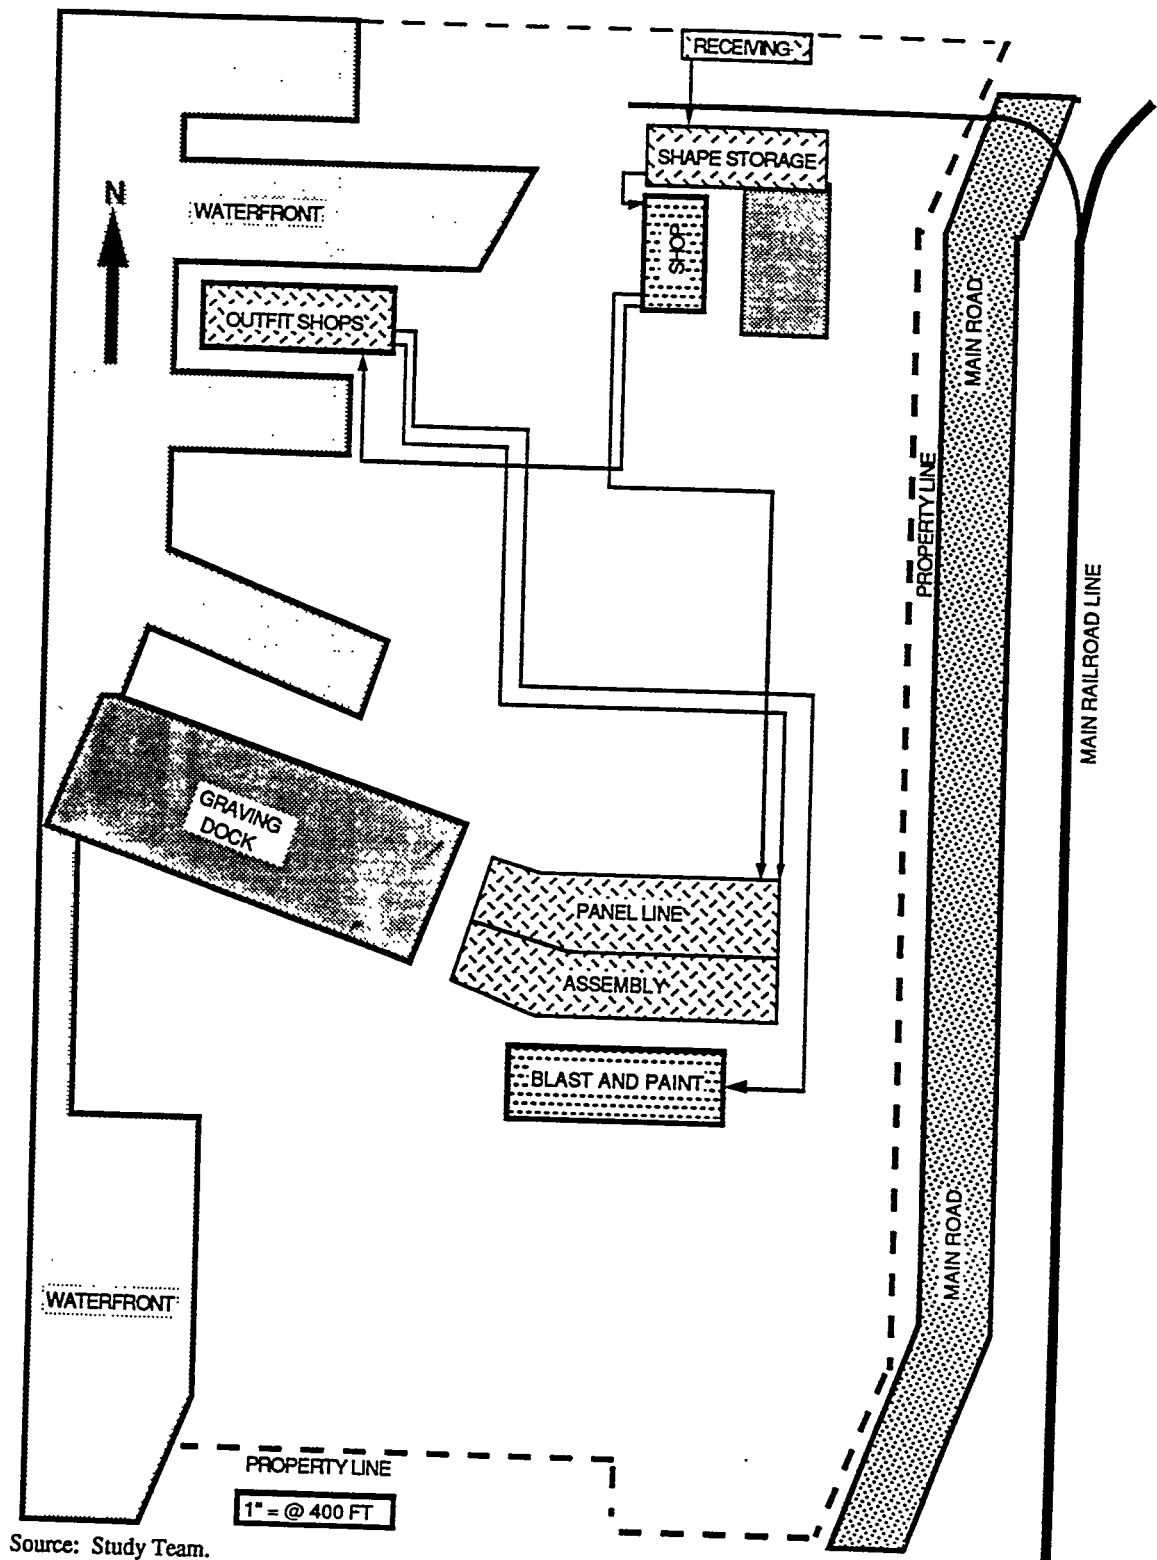 RECEIVING
SHAPE STORAGE
N
WATERFRONT
SHOP
OUTFIT SHOPS
MAIN ROAD
PROPERTY LINE
MAIN RAILROAD LINE
GRAVING
DOCK
PANEL LINE
ASSEMBLY
BLAST AND PAINT
MAIN ROAD
WATERFRONT
PROPERTY LINE
1" = @ 400 FT
Source: Study Team.